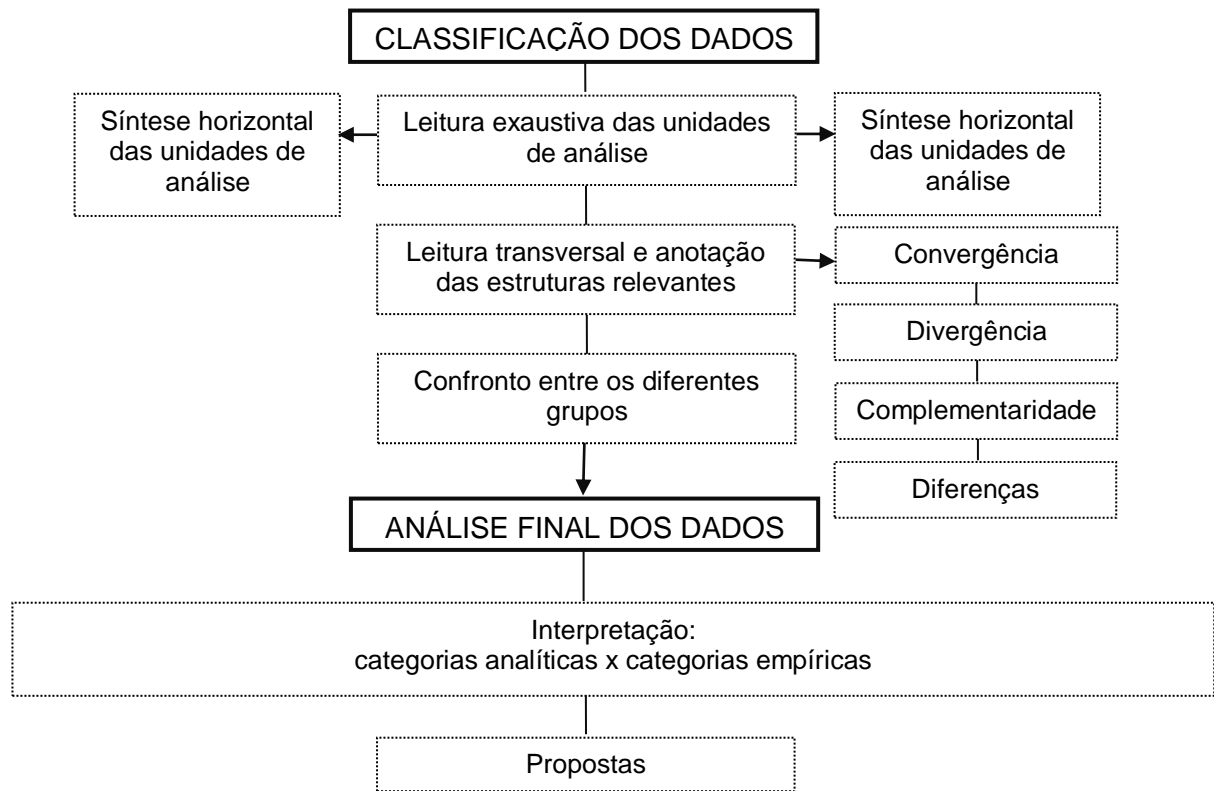 CLASSIFICAÇÃO DOS DADOS
Síntese horizontal
das unidades de
análise
Leitura exaustiva das unidades
de análise
Síntese horizontal
das unidades de
análise
Leitura transversal e anotação
das estruturas relevantes
Convergência
Divergência
Confronto entre os diferentes
grupos
Complementaridade
Diferenças
ANÁLISE FINAL DOS DADOS
Interpretação:
categorias analíticas x categorias empíricas
Propostas